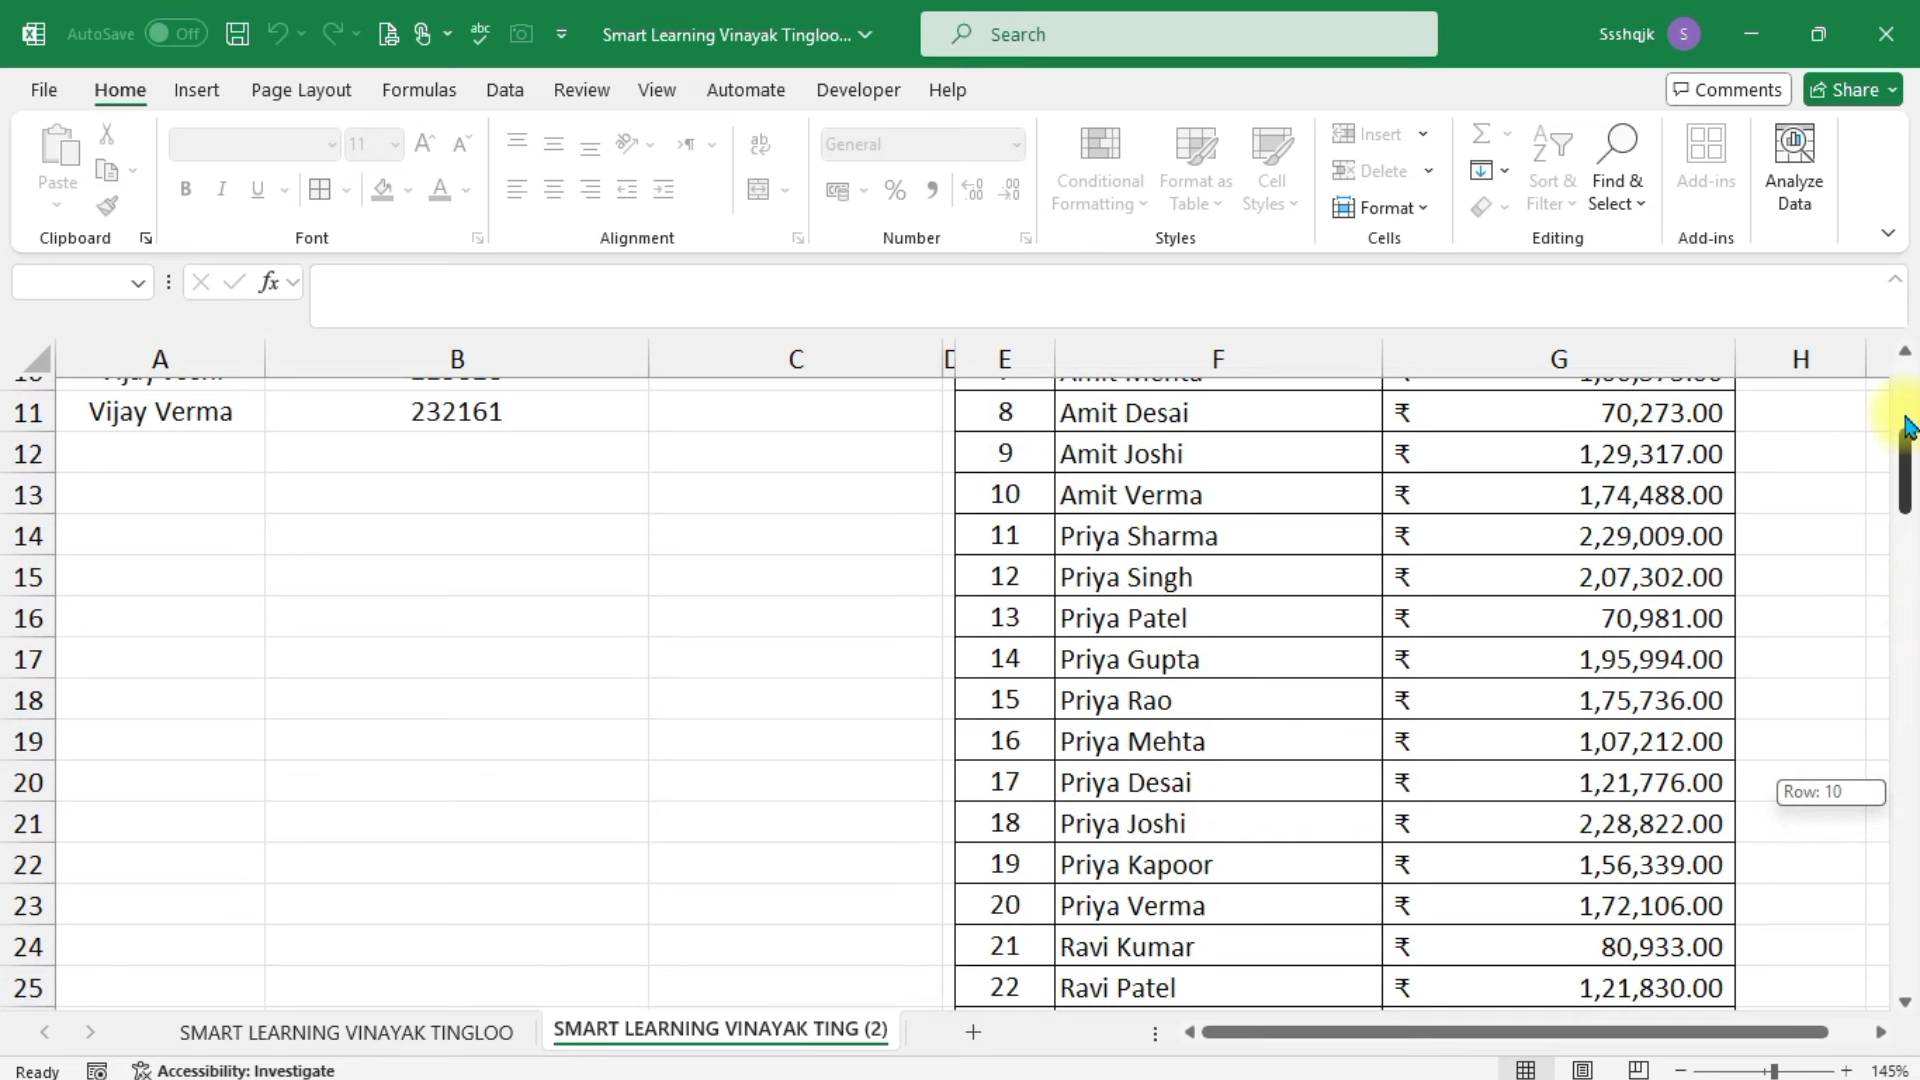 AutoSave Off Smart Learning Vinayak Tingloo... Search Ssshqjk S
File Home Insert Page Layout Formulas Data Review View Automate Developer Help Comments Share
Paste 11 General Conditional Formatting Format as Table Cell Styles Insert Delete Format Sort & Filter Find & Select Add-ins Analyze Data
Clipboard Font Alignment Number Styles Cells Editing Add-ins
fx
A B C E F G H
11 Vijay Verma 232161 8 Amit Desai ₹ 70,273.00
12 9 Amit Joshi ₹ 1,29,317.00
13 10 Amit Verma ₹ 1,74,488.00
14 11 Priya Sharma ₹ 2,29,009.00
15 12 Priya Singh ₹ 2,07,302.00
16 13 Priya Patel ₹ 70,981.00
17 14 Priya Gupta ₹ 1,95,994.00
18 15 Priya Rao ₹ 1,75,736.00
19 16 Priya Mehta ₹ 1,07,212.00
20 17 Priya Desai ₹ 1,21,776.00 Row: 10
21 18 Priya Joshi ₹ 2,28,822.00
22 19 Priya Kapoor ₹ 1,56,339.00
23 20 Priya Verma ₹ 1,72,106.00
24 21 Ravi Kumar ₹ 80,933.00
25 22 Ravi Patel ₹ 1,21,830.00
SMART LEARNING VINAYAK TINGLOO SMART LEARNING VINAYAK TING (2)
Ready Accessibility: Investigate 145%